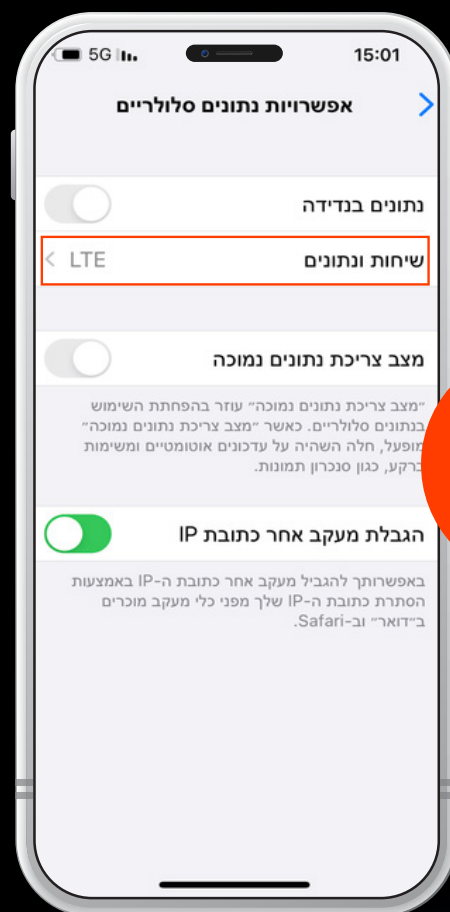 15:01 5G
אפשרויות נתונים סלולריים
נתונים בנדידה
שיחות ונתונים LTE
מצב צריכת נתונים נמוכה
״מצב צריכת נתונים נמוכה״ עוזר בהפחתת השימוש
בנתונים סלולריים. כאשר ״מצב צריכת נתונים נמוכה״
מופעל, חלה השהיה על עדכונים אוטומטיים ומשימות
ברקע, כגון סנכרון תמונות.
הגבלת מעקב אחר כתובת IP
באפשרותך להגביל מעקב אחר כתובת ה-IP באמצעות
הסתרת כתובת ה-IP שלך מפני כלי מעקב מוכרים
ב״דואר״ וב-Safari.